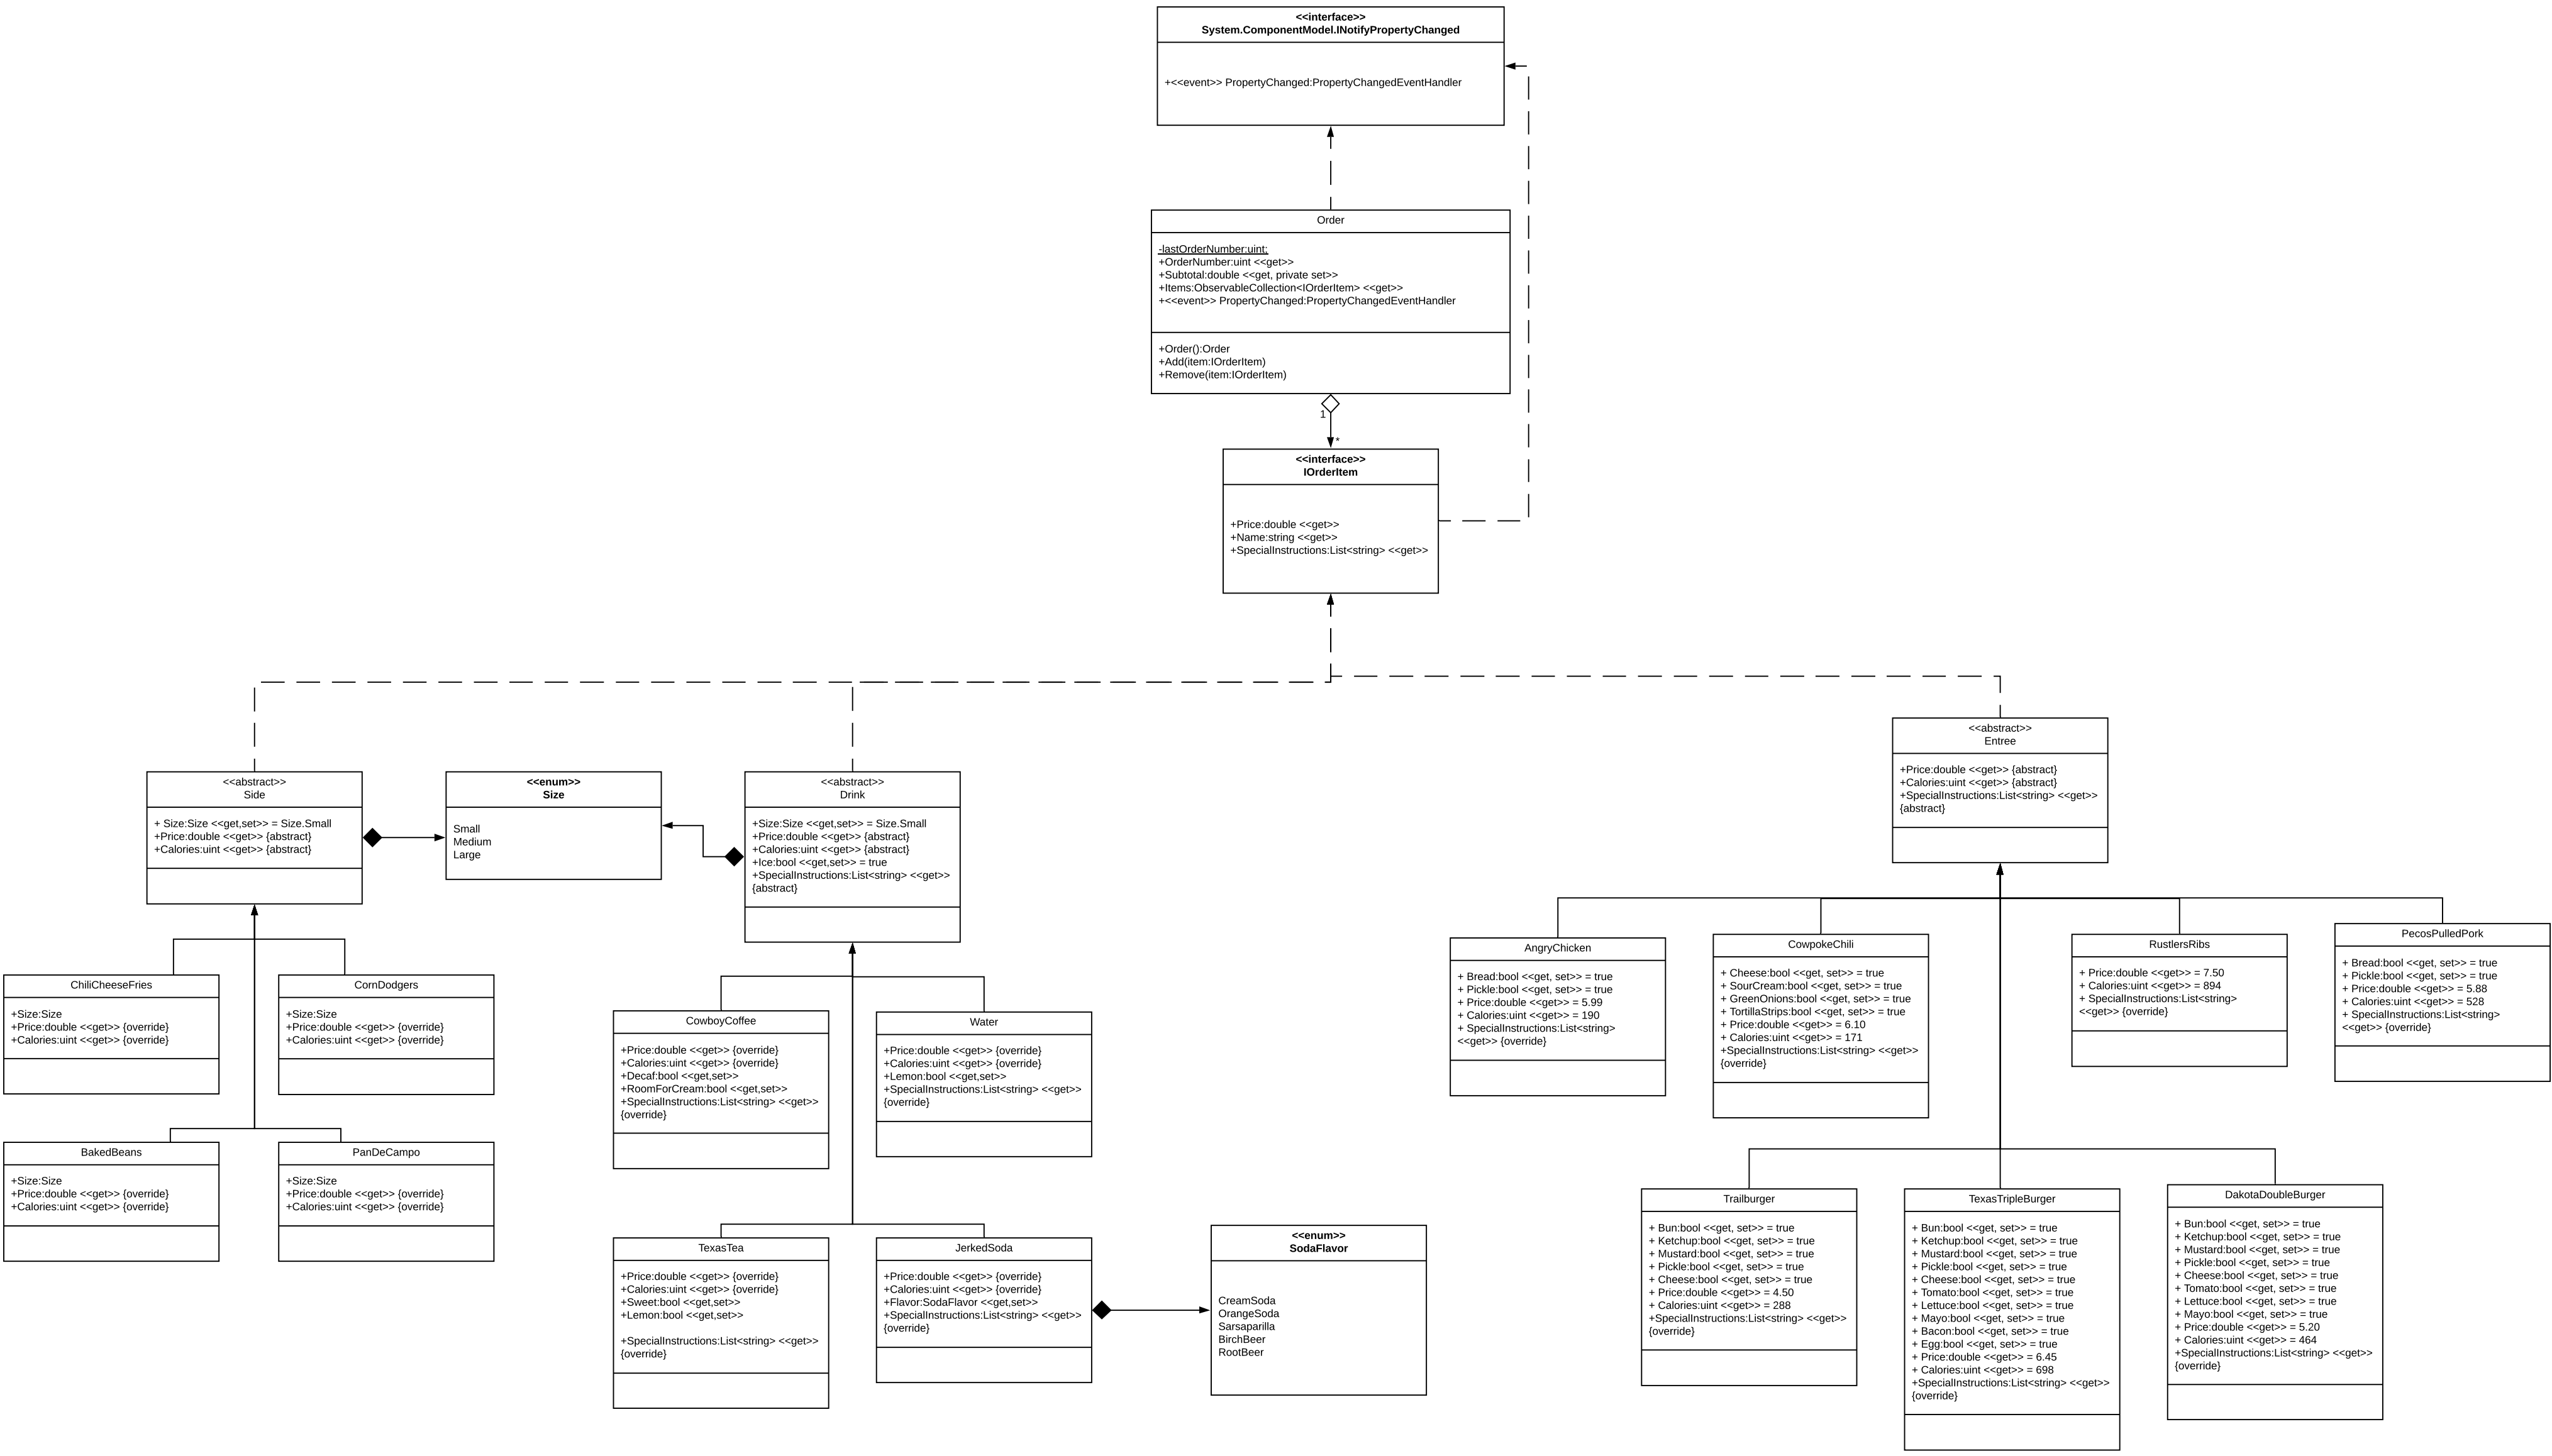 <<interface>>
System.ComponentModel.INotifyPropertyChanged
+<<event>> PropertyChanged:PropertyChangedEventHandler
Order
-lastOrderNumber:uint;
+OrderNumber:uint <<get>>
+Subtotal:double <<get, private set>>
+Items:ObservableCollection<IOrderItem> <<get>>
+<<event>> PropertyChanged:PropertyChangedEventHandler
+Order():Order
+Add(item:IOrderItem)
+Remove(item:IOrderItem)
1
*
<<interface>>
IOrderItem
+Price:double <<get>>
+Name:string <<get>>
+SpecialInstructions:List<string> <<get>>
<<abstract>>
Side
+ Size:Size <<get,set>> = Size.Small
+Price:double <<get>> {abstract}
+Calories:uint <<get>> {abstract}
<<enum>>
Size
Small
Medium
Large
<<abstract>>
Drink
+Size:Size <<get,set>> = Size.Small
+Price:double <<get>> {abstract}
+Calories:uint <<get>> {abstract}
+Ice:bool <<get,set>> = true
+SpecialInstructions:List<string> <<get>>
{abstract}
<<abstract>>
Entree
+Price:double <<get>> {abstract}
+Calories:uint <<get>> {abstract}
+SpecialInstructions:List<string> <<get>>
{abstract}
ChiliCheeseFries
+Size:Size
+Price:double <<get>> {override}
+Calories:uint <<get>> {override}
CornDodgers
+Size:Size
+Price:double <<get>> {override}
+Calories:uint <<get>> {override}
BakedBeans
+Size:Size
+Price:double <<get>> {override}
+Calories:uint <<get>> {override}
PanDeCampo
+Size:Size
+Price:double <<get>> {override}
+Calories:uint <<get>> {override}
CowboyCoffee
+Price:double <<get>> {override}
+Calories:uint <<get>> {override}
+Decaf:bool <<get,set>>
+RoomForCream:bool <<get,set>>
+SpecialInstructions:List<string> <<get>>
{override}
Water
+Price:double <<get>> {override}
+Calories:uint <<get>> {override}
+Lemon:bool <<get,set>>
+SpecialInstructions:List<string> <<get>>
{override}
TexasTea
+Price:double <<get>> {override}
+Calories:uint <<get>> {override}
+Sweet:bool <<get,set>>
+Lemon:bool <<get,set>>
+SpecialInstructions:List<string> <<get>>
{override}
JerkedSoda
+Price:double <<get>> {override}
+Calories:uint <<get>> {override}
+Flavor:SodaFlavor <<get,set>>
+SpecialInstructions:List<string> <<get>>
{override}
<<enum>>
SodaFlavor
CreamSoda
OrangeSoda
Sarsaparilla
BirchBeer
RootBeer
AngryChicken
+ Bread:bool <<get, set>> = true
+ Pickle:bool <<get, set>> = true
+ Price:double <<get>> = 5.99
+ Calories:uint <<get>> = 190
+ SpecialInstructions:List<string>
<<get>> {override}
CowpokeChili
+ Cheese:bool <<get, set>> = true
+ SourCream:bool <<get, set>> = true
+ GreenOnions:bool <<get, set>> = true
+ TortillaStrips:bool <<get, set>> = true
+ Price:double <<get>> = 6.10
+ Calories:uint <<get>> = 171
+SpecialInstructions:List<string> <<get>>
{override}
RustlersRibs
+ Price:double <<get>> = 7.50
+ Calories:uint <<get>> = 894
+ SpecialInstructions:List<string>
<<get>> {override}
PecosPulledPork
+ Bread:bool <<get, set>> = true
+ Pickle:bool <<get, set>> = true
+ Price:double <<get>> = 5.88
+ Calories:uint <<get>> = 528
+ SpecialInstructions:List<string>
<<get>> {override}
Trailburger
+ Bun:bool <<get, set>> = true
+ Ketchup:bool <<get, set>> = true
+ Mustard:bool <<get, set>> = true
+ Pickle:bool <<get, set>> = true
+ Cheese:bool <<get, set>> = true
+ Price:double <<get>> = 4.50
+ Calories:uint <<get>> = 288
+SpecialInstructions:List<string> <<get>>
{override}
TexasTripleBurger
+ Bun:bool <<get, set>> = true
+ Ketchup:bool <<get, set>> = true
+ Mustard:bool <<get, set>> = true
+ Pickle:bool <<get, set>> = true
+ Cheese:bool <<get, set>> = true
+ Tomato:bool <<get, set>> = true
+ Lettuce:bool <<get, set>> = true
+ Mayo:bool <<get, set>> = true
+ Bacon:bool <<get, set>> = true
+ Egg:bool <<get, set>> = true
+ Price:double <<get>> = 6.45
+ Calories:uint <<get>> = 698
+SpecialInstructions:List<string> <<get>>
{override}
DakotaDoubleBurger
+ Bun:bool <<get, set>> = true
+ Ketchup:bool <<get, set>> = true
+ Mustard:bool <<get, set>> = true
+ Pickle:bool <<get, set>> = true
+ Cheese:bool <<get, set>> = true
+ Tomato:bool <<get, set>> = true
+ Lettuce:bool <<get, set>> = true
+ Mayo:bool <<get, set>> = true
+ Price:double <<get>> = 5.20
+ Calories:uint <<get>> = 464
+SpecialInstructions:List<string> <<get>>
{override}